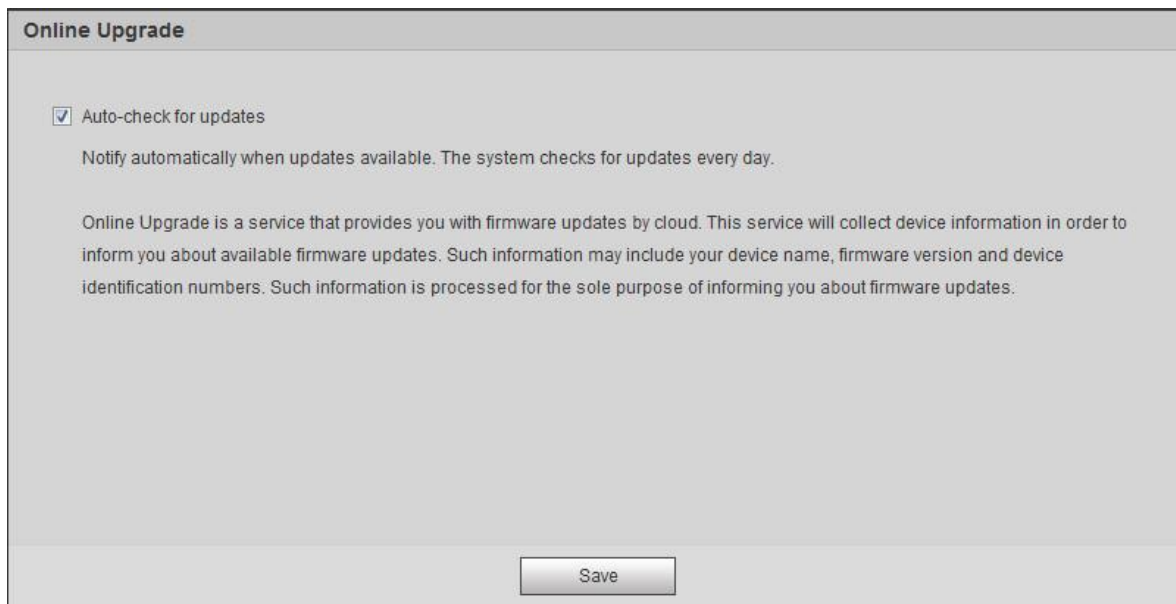 Online Upgrade
Auto-check for updates
Notify automatically when updates available. The system checks for updates every day.
Online Upgrade is a service that provides you with firmware updates by cloud. This service will collect device information in order to
inform you about available firmware updates. Such information may include your device name, firmware version and device
identification numbers. Such information is processed for the sole purpose of informing you about firmware updates.
Save